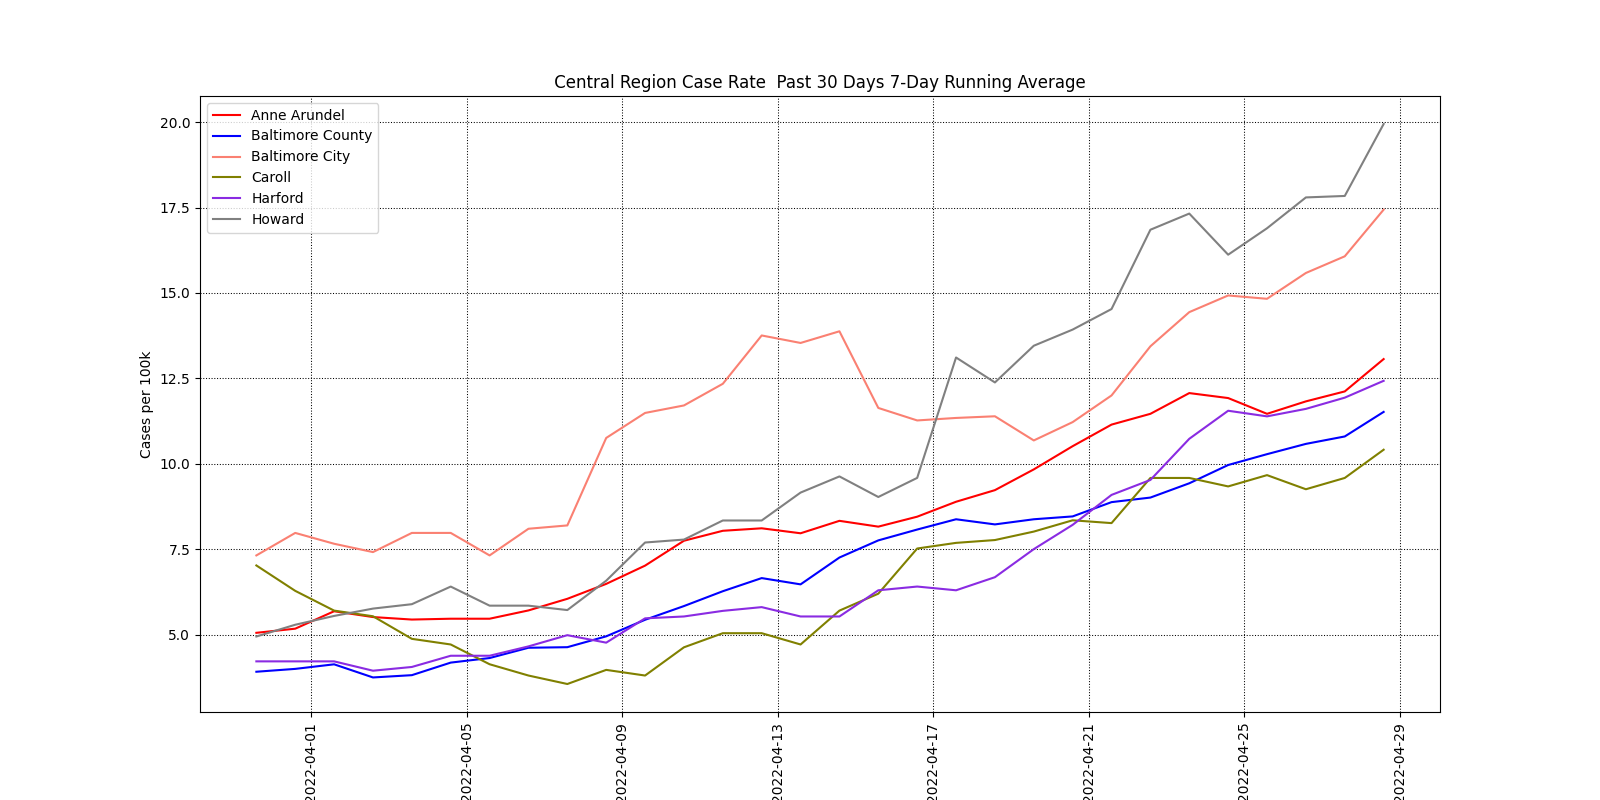 Central Region Case Rate  Past 30 Days 7-Day Running Average
Anne Arundel
Baltimore County
Baltimore City
Caroll
Harford
Howard
Cases per 100k
20.0
17.5
15.0
12.5
10.0
7.5
5.0
2022-04-01
2022-04-05
2022-04-09
2022-04-13
2022-04-17
2022-04-21
2022-04-25
2022-04-29